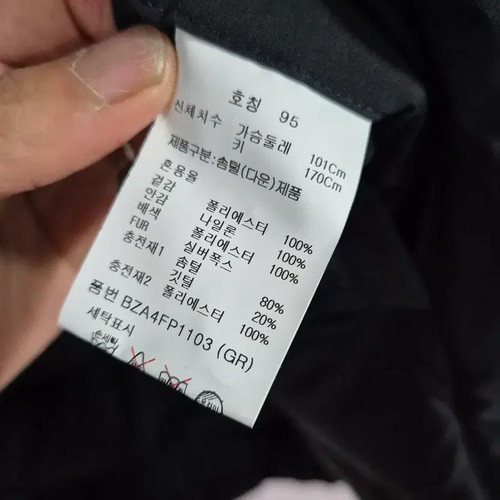 호칭 95
신체치수 가슴둘레 101Cm
키 170Cm
제품구분:솜털(다운)제품
혼용율
겉감 폴리에스터 100%
안감 나일론 100%
배색 폴리에스터 100%
FUR 실버폭스
충전재1 솜털 80%
깃털 20%
충전재2 폴리에스터 100%
품번 BZA4FP1103 (GR)
세탁표시
손세탁